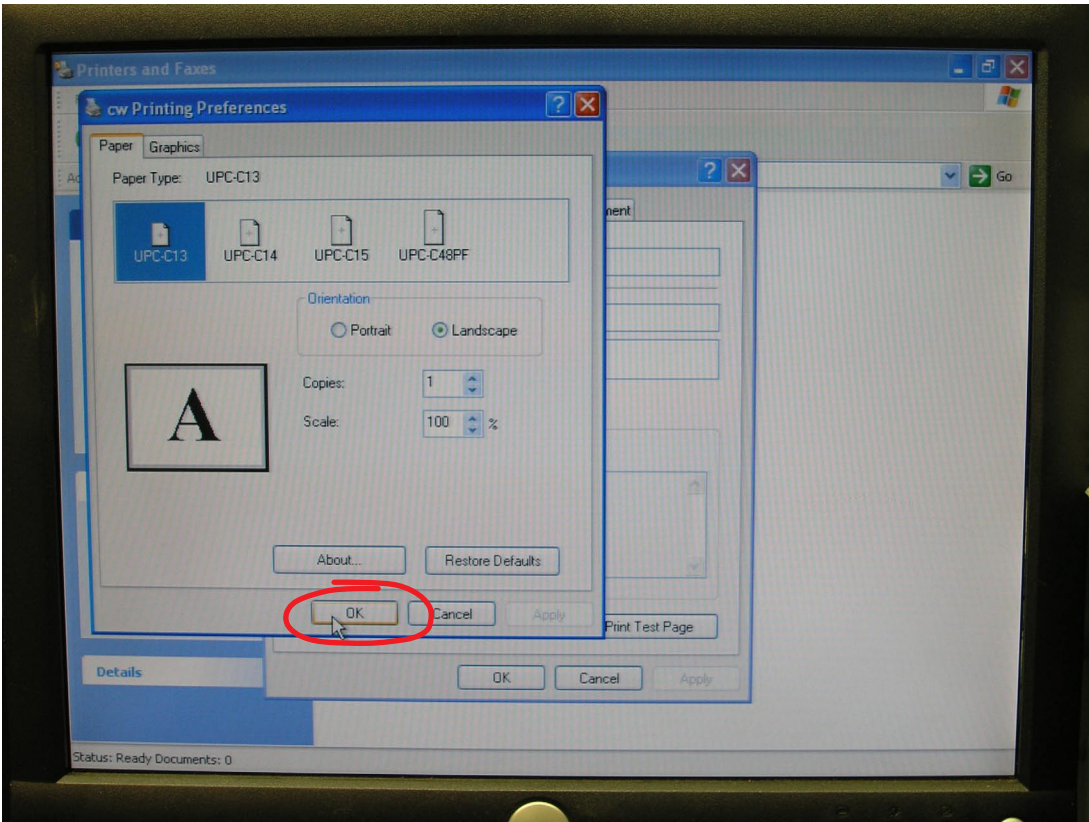 Printers and Faxes
cw Printing Preferences
Paper Graphics
Go
Paper Type: UPC-C13
ment
UPC-C13 UPC-C14 UPC-C15 UPC-C48PF
Orientation
Portrait Landscape
A
Copies: 1
Scale: 100 %
About... Restore Defaults
OK Cancel Apply
Print Test Page
Details
OK Cancel Apply
Status: Ready Documents: 0